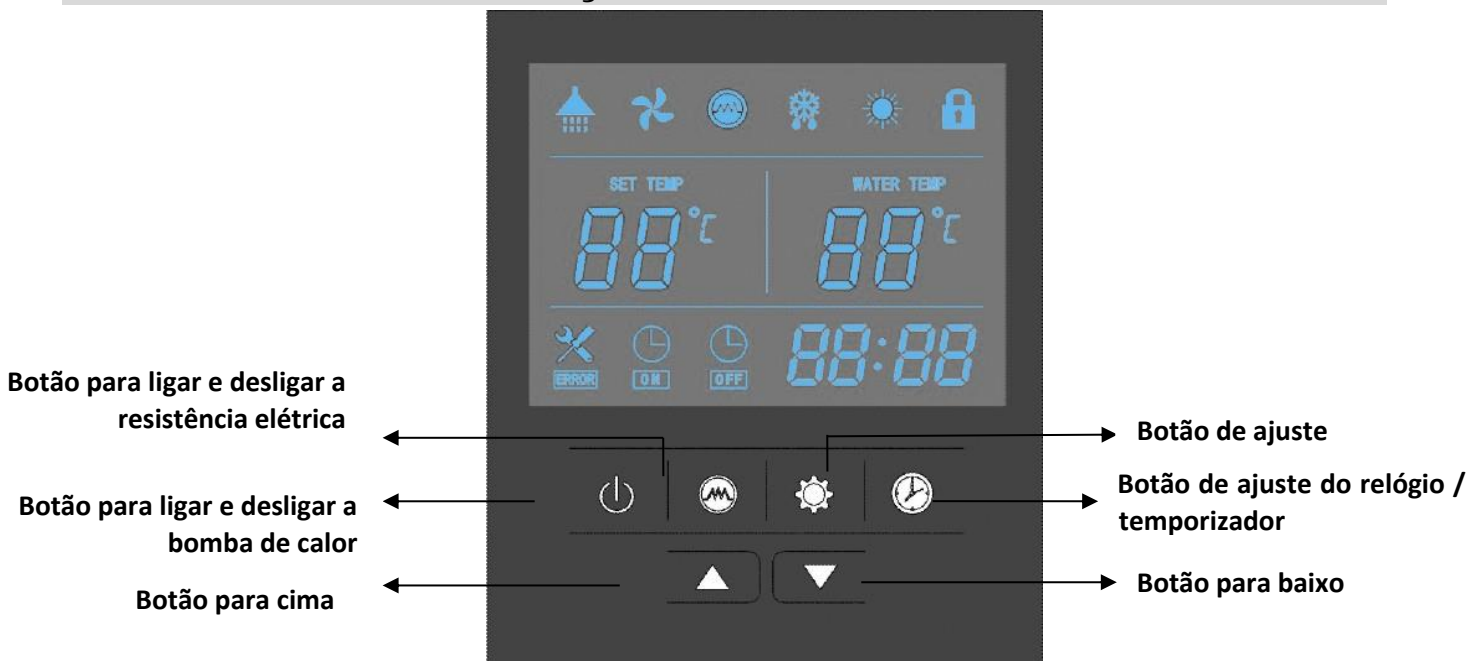 SET TEMP
WATER TEMP
88°C
88°C
ERROR
ON
OFF
88:88
Botão para ligar e desligar a
resistência elétrica
Botão de ajuste
Botão para ligar e desligar a
bomba de calor
Botão de ajuste do relógio /
temporizador
Botão para cima
Botão para baixo